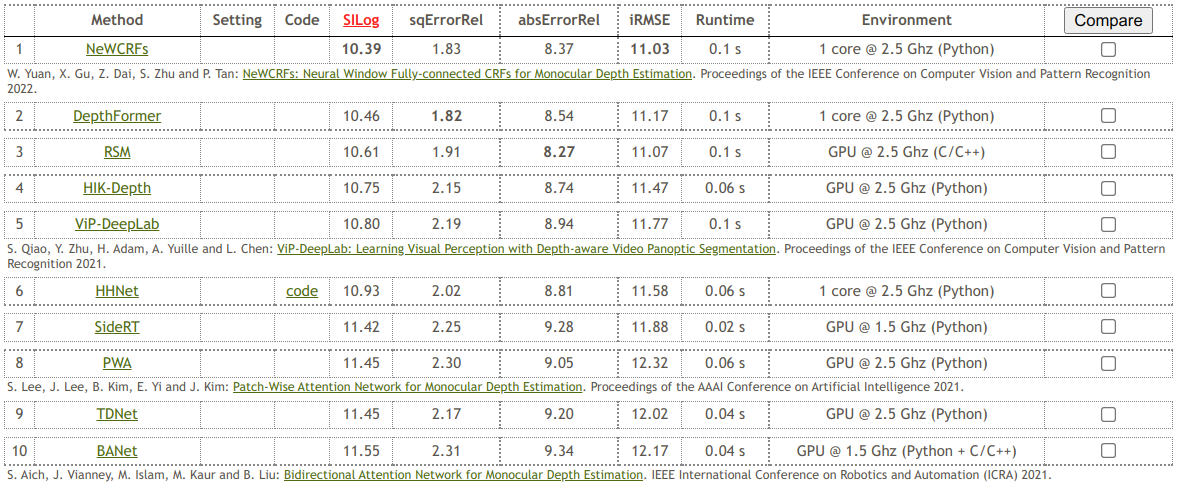 Method Setting Code SILog sqErrorRel absErrorRel iRMSE Runtime Environment Compare
1 NeWCRFs 10.39 1.83 8.37 11.03 0.1 s 1 core @ 2.5 Ghz (Python)
W. Yuan, X. Gu, Z. Dai, S. Zhu and P. Tan: NeWCRFs: Neural Window Fully-connected CRFs for Monocular Depth Estimation. Proceedings of the IEEE Conference on Computer Vision and Pattern Recognition
2022.
2 DepthFormer 10.46 1.82 8.54 11.17 0.1 s 1 core @ 2.5 Ghz (Python)
3 RSM 10.61 1.91 8.27 11.07 0.1 s GPU @ 2.5 Ghz (C/C++)
4 HIK-Depth 10.75 2.15 8.74 11.47 0.06 s GPU @ 2.5 Ghz (Python)
5 ViP-DeepLab 10.80 2.19 8.94 11.77 0.1 s GPU @ 2.5 Ghz (Python)
S. Qiao, Y. Zhu, H. Adam, A. Yuille and L. Chen: ViP-DeepLab: Learning Visual Perception with Depth-aware Video Panoptic Segmentation. Proceedings of the IEEE Conference on Computer Vision and Pattern
Recognition 2021.
6 HHNet code 10.93 2.02 8.81 11.58 0.06 s 1 core @ 2.5 Ghz (Python)
7 SideRT 11.42 2.25 9.28 11.88 0.02 s GPU @ 1.5 Ghz (Python)
8 PWA 11.45 2.30 9.05 12.32 0.06 s GPU @ 2.5 Ghz (Python)
S. Lee, J. Lee, B. Kim, E. Yi and J. Kim: Patch-Wise Attention Network for Monocular Depth Estimation. Proceedings of the AAAI Conference on Artificial Intelligence 2021.
9 TDNet 11.45 2.17 9.20 12.02 0.04 s GPU @ 2.5 Ghz (Python)
10 BANet 11.55 2.31 9.34 12.17 0.04 s GPU @ 1.5 Ghz (Python + C/C++)
S. Aich, J. Vianney, M. Islam, M. Kaur and B. Liu: Bidirectional Attention Network for Monocular Depth Estimation. IEEE International Conference on Robotics and Automation (ICRA) 2021.